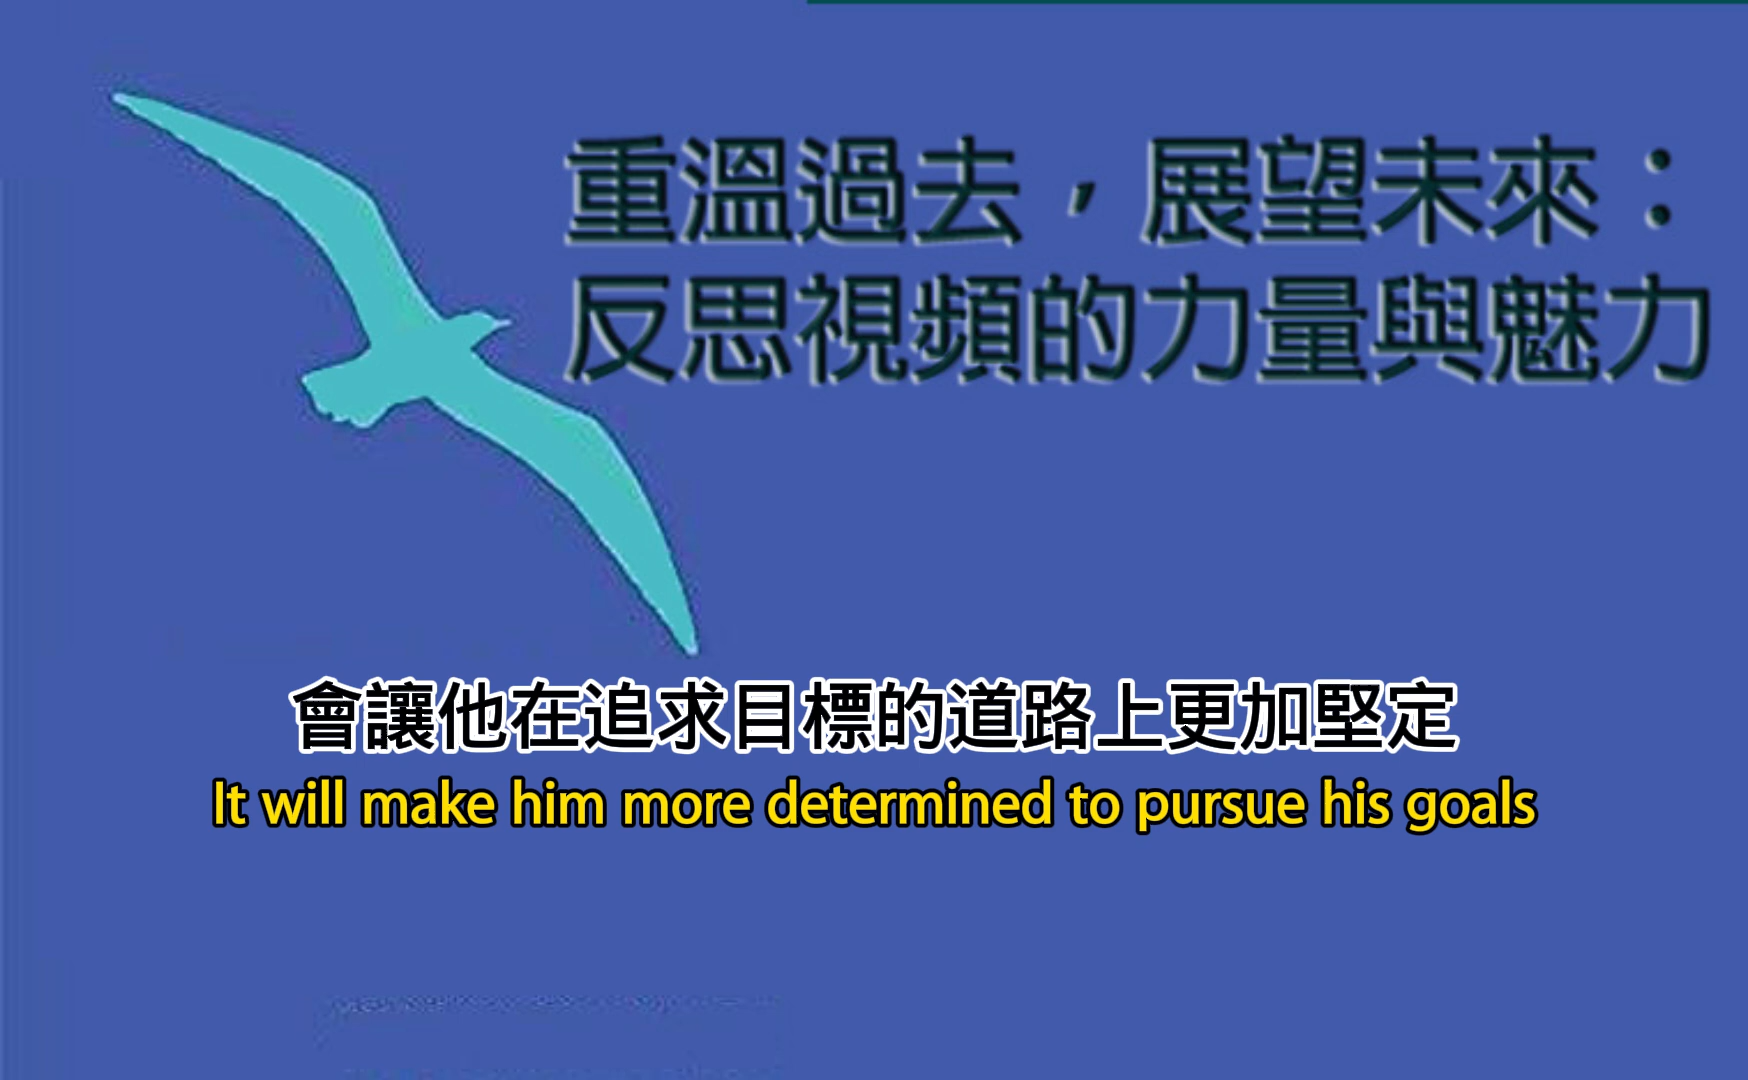 重溫過去，展望未來：
反思視頻的力量與魅力
會讓他在追求目標的道路上更加堅定
It will make him more determined to pursue his goals